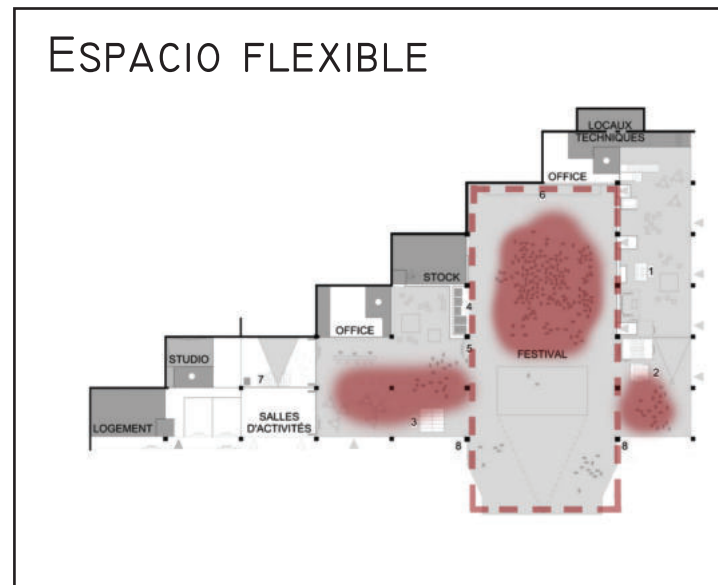 ESPACIO FLEXIBLE
LOCAUX
TECHNIQUES
OFFICE
6
1
STOCK
4
OFFICE
5
FESTIVAL
STUDIO
7
2
LOGEMENT
SALLES
D'ACTIVITÉS
3
8
8